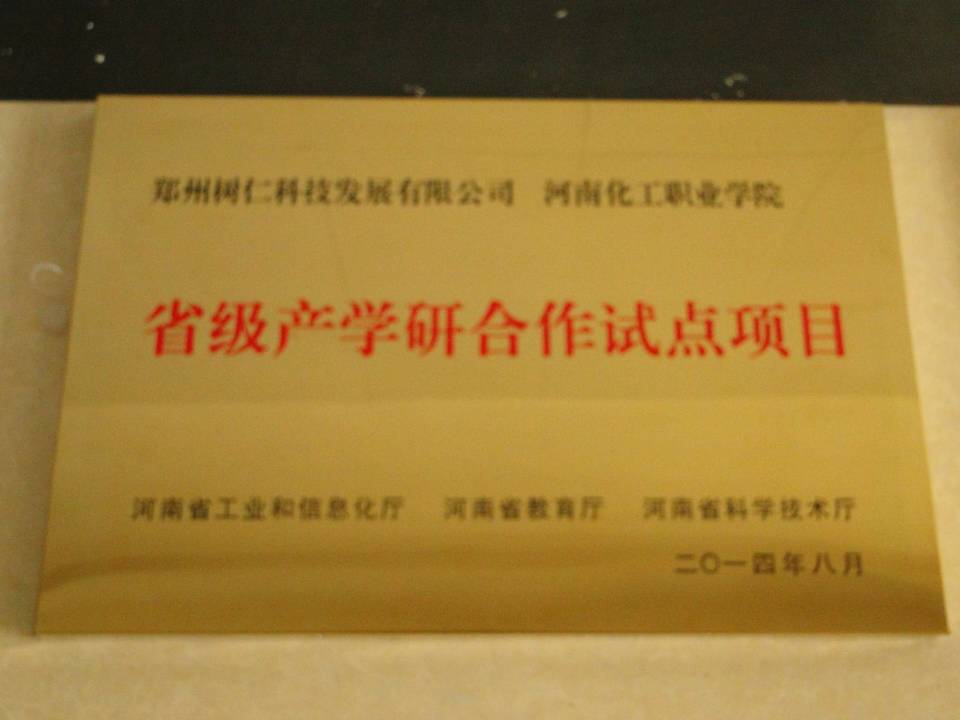 郑州树仁科技发展有限公司 河南化工职业学院
省级产学研合作试点项目
河南省工业和信息化厅 河南省教育厅 河南省科学技术厅
二〇一四年八月